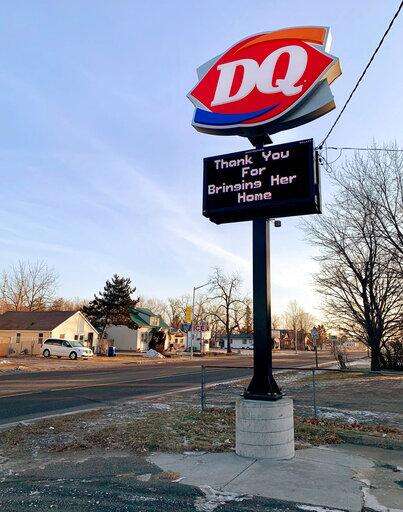 DQ
Thank You
For
Bringing Her
Home